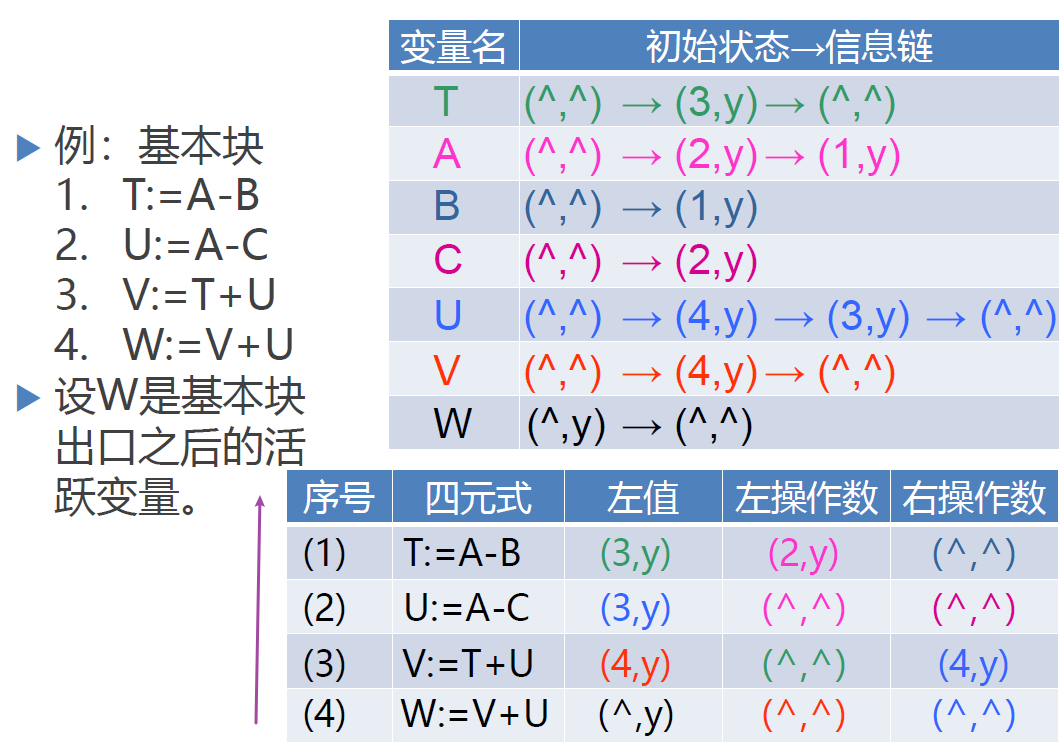 变量名 初始状态→信息链
T (^,^) → (3,y) → (^,^)
A (^,^) → (2,y) → (1,y)
B (^,^) → (1,y)
C (^,^) → (2,y)
U (^,^) → (4,y) → (3,y) → (^,^)
V (^,^) → (4,y) → (^,^)
W (^,y) → (^,^)
例：基本块
1. T:=A-B
2. U:=A-C
3. V:=T+U
4. W:=V+U
设W是基本块
出口之后的活
跃变量。
序号 四元式 左值 左操作数 右操作数
(1) T:=A-B (3,y) (2,y) (^,^)
(2) U:=A-C (3,y) (^,^) (^,^)
(3) V:=T+U (4,y) (^,^) (4,y)
(4) W:=V+U (^,y) (^,^) (^,^)